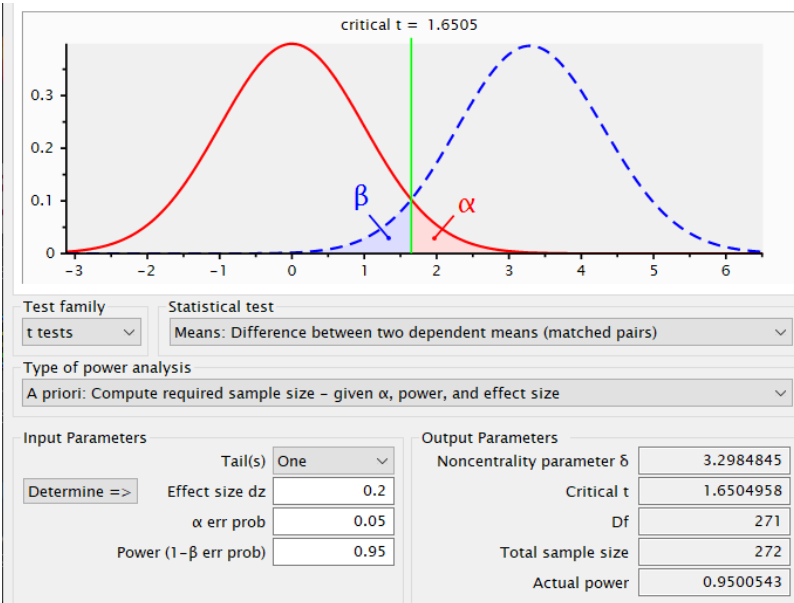 critical t = 1.6505
0.3
0.2
0.1
0
β
α
-3 -2 -1 0 1 2 3 4 5 6
Test family
Statistical test
t tests
Means: Difference between two dependent means (matched pairs)
Type of power analysis
A priori: Compute required sample size – given α, power, and effect size
Input Parameters
Tail(s) One
Determine => Effect size dz 0.2
α err prob 0.05
Power (1-β err prob) 0.95
Output Parameters
Noncentrality parameter δ 3.2984845
Critical t 1.6504958
Df 271
Total sample size 272
Actual power 0.9500543